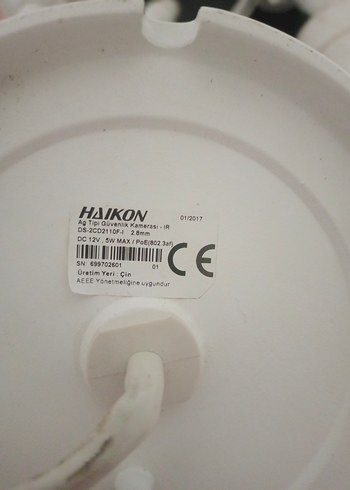 HAIKON 01/2017
Ağ Tipi Güvenlik Kamerası - IR
DS-2CD2110F-I 2.8mm
DC 12V , 5W MAX / PoE(802.3af)
SN: 699702601 01
CE
Üretim Yeri : Çin
AEEE Yönetmeliğine uygundur